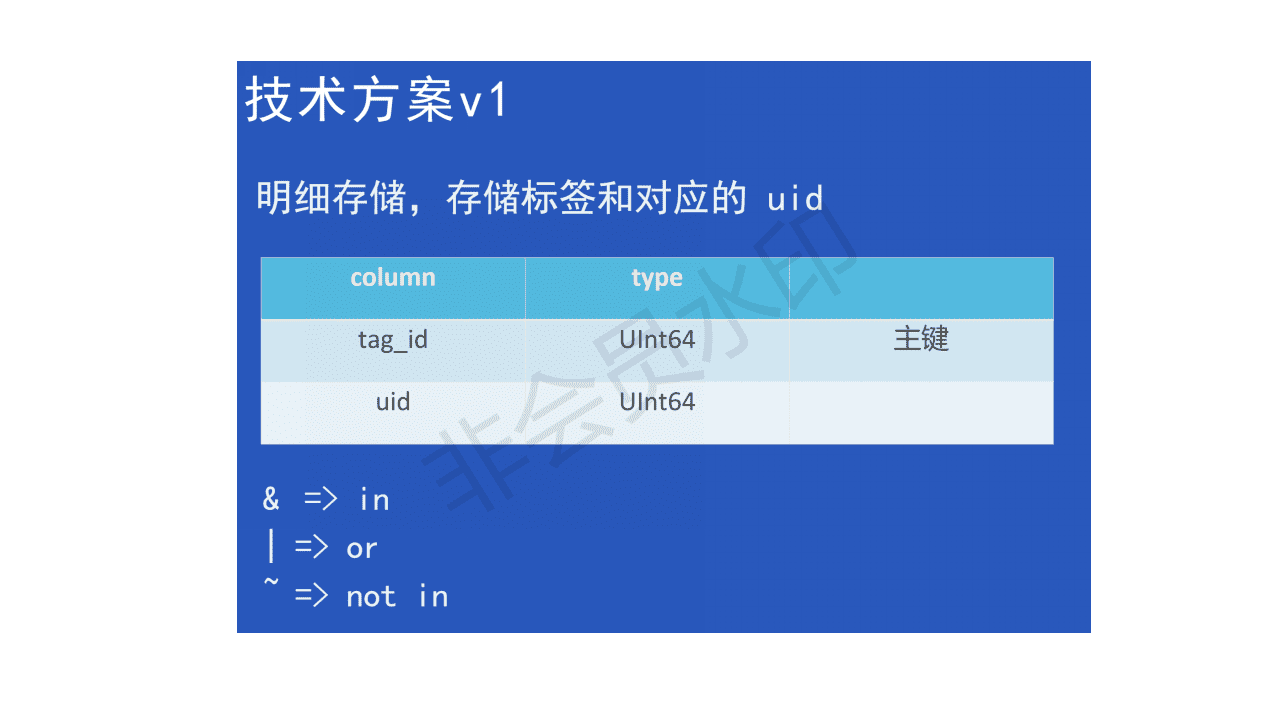 技术方案v1
明细存储，存储标签和对应的 uid
column type
tag_id UInt64 主键
uid UInt64
& => in
| => or
~ => not in
非会员水印